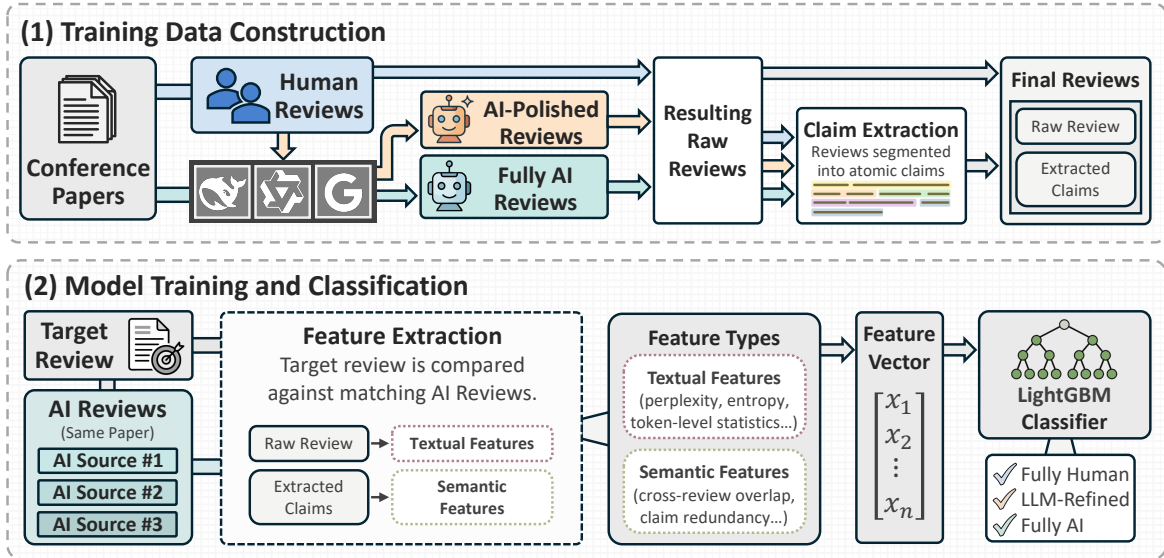 (1) Training Data Construction
Conference
Papers
Human
Reviews
AI-Polished
Reviews
Fully AI
Reviews
Resulting
Raw
Reviews
Claim Extraction
Reviews segmented
into atomic claims
Final Reviews
Raw Review
Extracted
Claims
(2) Model Training and Classification
Target
Review
AI Reviews
(Same Paper)
AI Source #1
AI Source #2
AI Source #3
Feature Extraction
Target review is compared
against matching AI Reviews.
Raw Review
Textual Features
Extracted
Claims
Semantic
Features
Feature Types
Textual Features
(perplexity, entropy,
token-level statistics...)
Semantic Features
(cross-review overlap,
claim redundancy...)
Feature
Vector
x₁
x₂
⋮
xₙ
LightGBM
Classifier
Fully Human
LLM-Refined
Fully AI